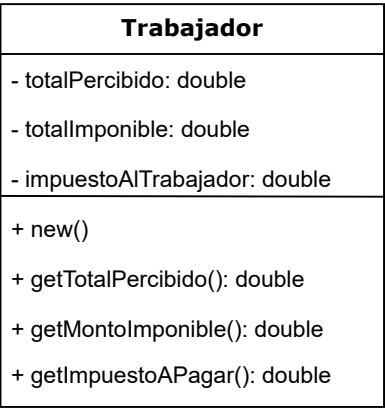 Trabajador
- totalPercibido: double
- totalImponible: double
- impuestoAlTrabajador: double
+ new()
+ getTotalPercibido(): double
+ getMontoImponible(): double
+ getImpuestoAPagar(): double